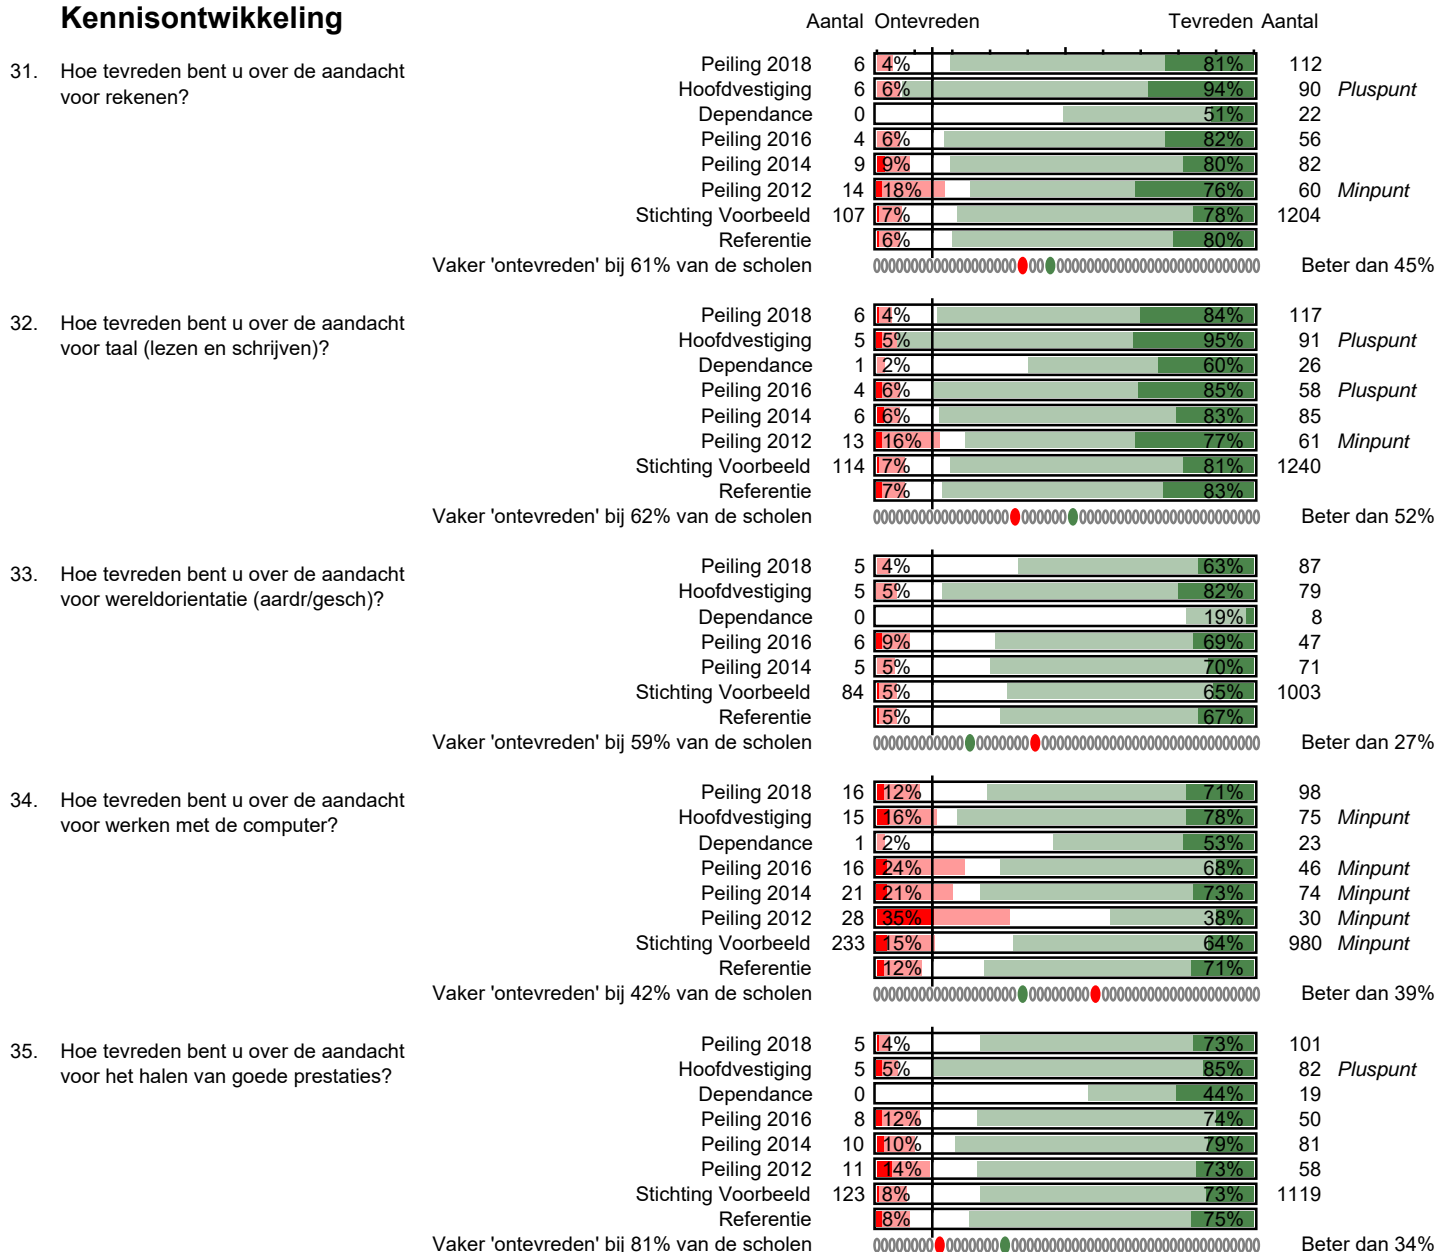 Kennisontwikkeling
Aantal Ontevreden Tevreden Aantal
31. Hoe tevreden bent u over de aandacht
voor rekenen?
Peiling 2018 6 4% 81% 112
Hoofdvestiging 6 6% 94% 90 Pluspunt
Dependance 0 51% 22
Peiling 2016 4 6% 82% 56
Peiling 2014 9 9% 80% 82
Peiling 2012 14 18% 76% 60 Minpunt
Stichting Voorbeeld 107 7% 78% 1204
Referentie 6% 80%
Vaker 'ontevreden' bij 61% van de scholen Beter dan 45%
32. Hoe tevreden bent u over de aandacht
voor taal (lezen en schrijven)?
Peiling 2018 6 4% 84% 117
Hoofdvestiging 5 5% 95% 91 Pluspunt
Dependance 1 2% 60% 26
Peiling 2016 4 6% 85% 58 Pluspunt
Peiling 2014 6 6% 83% 85
Peiling 2012 13 16% 77% 61 Minpunt
Stichting Voorbeeld 114 7% 81% 1240
Referentie 7% 83%
Vaker 'ontevreden' bij 62% van de scholen Beter dan 52%
33. Hoe tevreden bent u over de aandacht
voor wereldorientatie (aardr/gesch)?
Peiling 2018 5 4% 63% 87
Hoofdvestiging 5 5% 82% 79
Dependance 0 19% 8
Peiling 2016 6 9% 69% 47
Peiling 2014 5 5% 70% 71
Stichting Voorbeeld 84 5% 65% 1003
Referentie 5% 67%
Vaker 'ontevreden' bij 59% van de scholen Beter dan 27%
34. Hoe tevreden bent u over de aandacht
voor werken met de computer?
Peiling 2018 16 12% 71% 98
Hoofdvestiging 15 16% 78% 75 Minpunt
Dependance 1 2% 53% 23
Peiling 2016 16 24% 68% 46 Minpunt
Peiling 2014 21 21% 73% 74 Minpunt
Peiling 2012 28 35% 38% 30 Minpunt
Stichting Voorbeeld 233 15% 64% 980 Minpunt
Referentie 12% 71%
Vaker 'ontevreden' bij 42% van de scholen Beter dan 39%
35. Hoe tevreden bent u over de aandacht
voor het halen van goede prestaties?
Peiling 2018 5 4% 73% 101
Hoofdvestiging 5 5% 85% 82 Pluspunt
Dependance 0 44% 19
Peiling 2016 8 12% 74% 50
Peiling 2014 10 10% 79% 81
Peiling 2012 11 14% 73% 58
Stichting Voorbeeld 123 8% 73% 1119
Referentie 8% 75%
Vaker 'ontevreden' bij 81% van de scholen Beter dan 34%